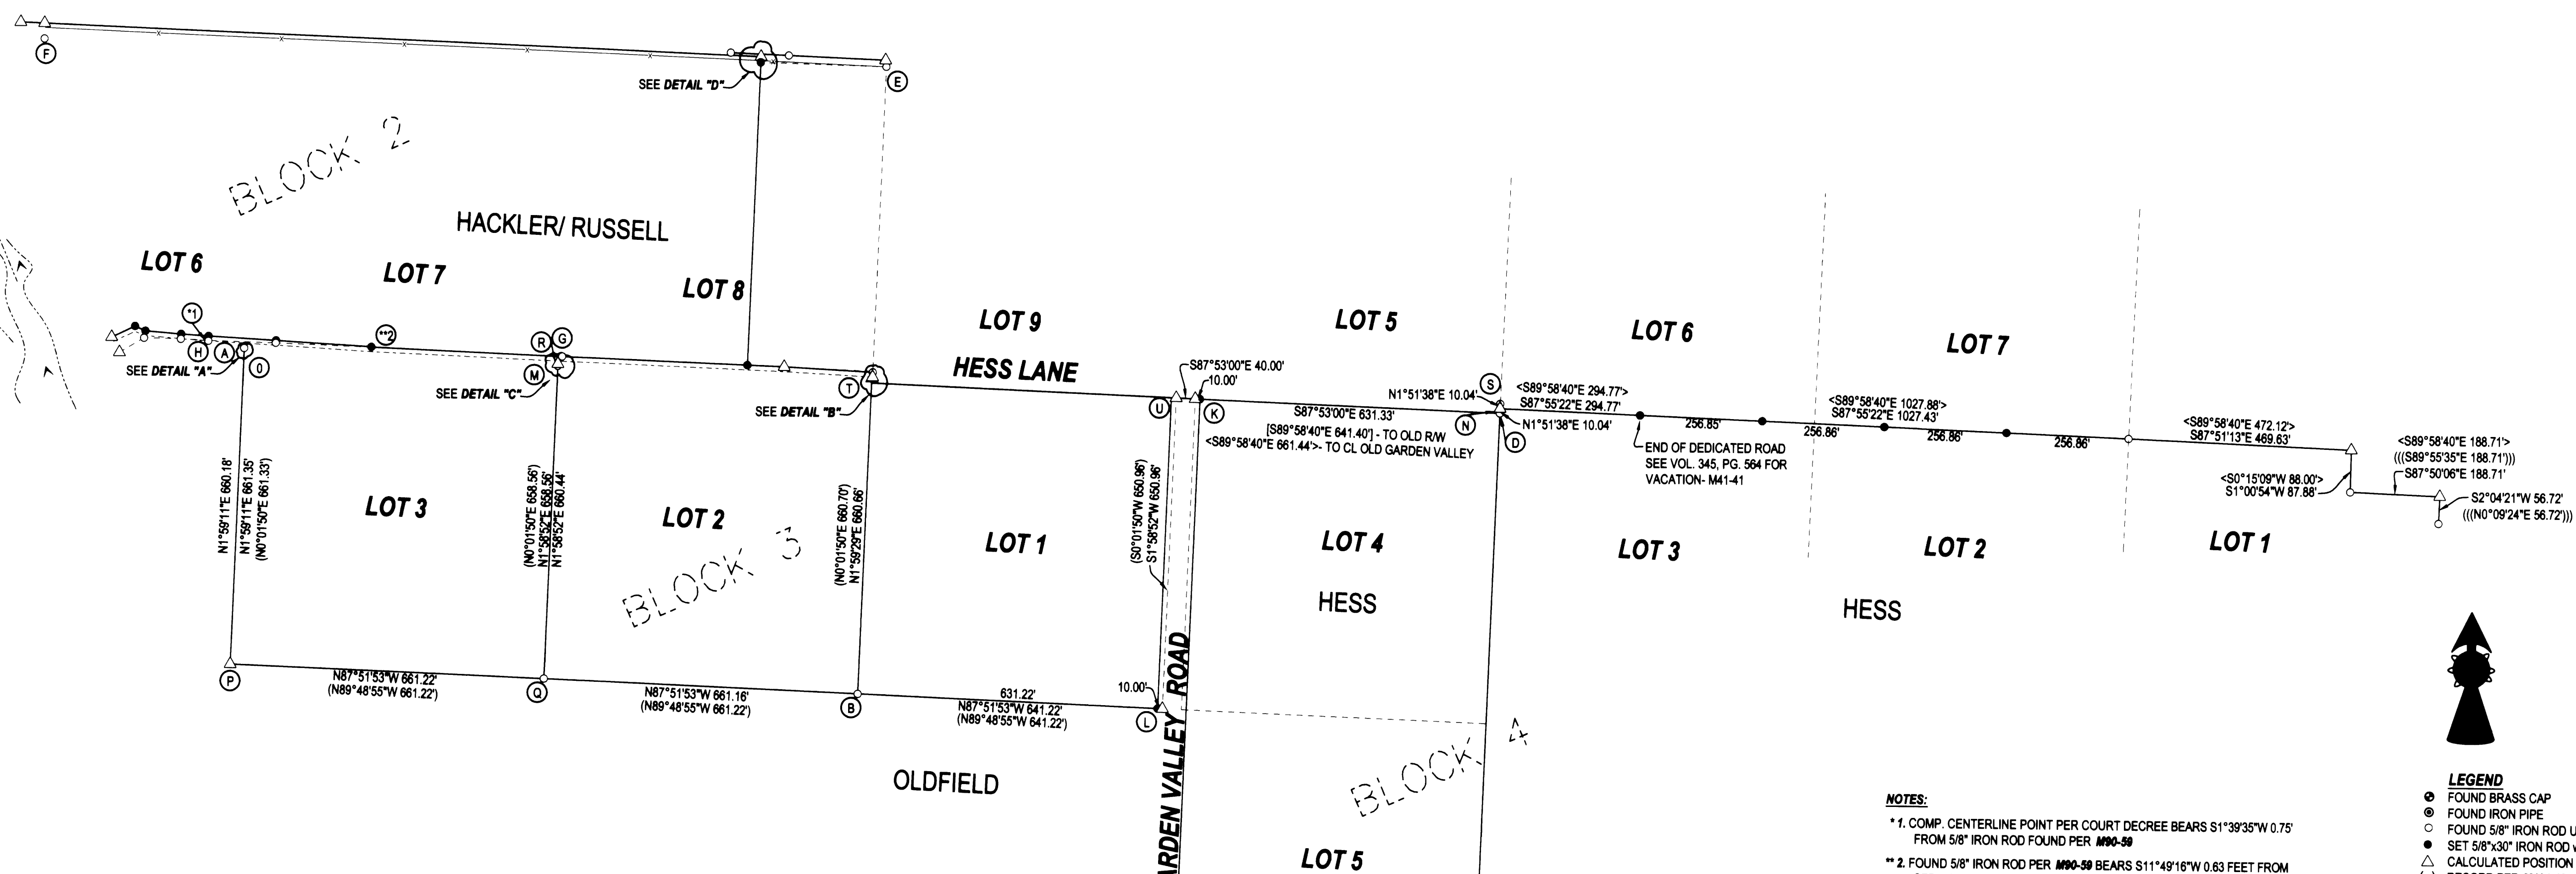 F
SEE DETAIL "D"
E
BLOCK 2
HACKLER/ RUSSELL
LOT 6
LOT 7
LOT 8
*1
**2
H
A
O
SEE DETAIL "A"
R
G
M
SEE DETAIL "C"
T
SEE DETAIL "B"
LOT 9
HESS LANE
LOT 5
LOT 6
LOT 7
S87°53'00"E 40.00'
10.00'
U
K
S87°53'00"E 631.33'
[S89°58'40"E 641.40'] - TO OLD R/W
<S89°58'40"E 661.44'>- TO CL OLD GARDEN VALLEY
N1°51'38"E 10.04'
S
N
D
N1°51'38"E 10.04'
<S89°58'40"E 294.77'>
S87°55'22"E 294.77'
END OF DEDICATED ROAD
SEE VOL. 345, PG. 564 FOR
VACATION- M41-41
256.85'
256.86'
<S89°58'40"E 1027.88'>
S87°55'22"E 1027.43'
256.86'
256.86'
<S89°58'40"E 472.12'>
S87°51'13"E 469.63'
<S89°58'40"E 188.71'>
(((S89°55'35"E 188.71')))
S87°50'06"E 188.71'
<S0°15'09"W 88.00'>
S1°00'54"W 87.88'
S2°04'21"W 56.72'
(((N0°09'24"E 56.72')))
N1°59'11"E 660.18'
N1°59'11"E 661.35'
(N0°01'50"E 661.33')
LOT 3
(N0°01'50"E 658.56')
N1°58'52"E 658.56'
N1°58'52"E 660.44'
LOT 2
BLOCK 3
(N0°01'50"E 660.70')
N1°59'29"E 660.66'
LOT 1
(S0°01'50"W 650.96')
S1°58'52"W 650.96'
LOT 4
HESS
LOT 3
LOT 2
LOT 1
HESS
P
N87°51'53"W 661.22'
(N89°48'55"W 661.22')
Q
N87°51'53"W 661.16'
(N89°48'55"W 661.22')
B
631.22'
N87°51'53"W 641.22'
(N89°48'55"W 641.22')
10.00'
L
ARDEN VALLEY ROAD
OLDFIELD
BLOCK 4
LOT 5
NOTES:
* 1. COMP. CENTERLINE POINT PER COURT DECREE BEARS S1°39'35"W 0.75'
FROM 5/8" IRON ROD FOUND PER M90-59
** 2. FOUND 5/8" IRON ROD PER M90-59 BEARS S11°49'16"W 0.63 FEET FROM
LEGEND
FOUND BRASS CAP
FOUND IRON PIPE
FOUND 5/8" IRON ROD U
SET 5/8"x30" IRON ROD
CALCULATED POSITION